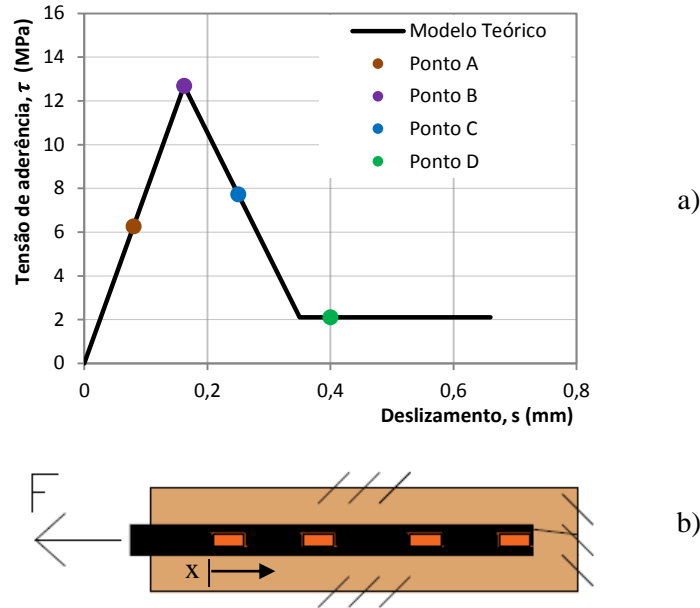 16
14
12
10
8
6
4
2
0
Tensão de aderência, τ (MPa)
Modelo Teórico
Ponto A
Ponto B
Ponto C
Ponto D
0
0,2
0,4
0,6
0,8
Deslizamento, s (mm)
a)
F
x
b)